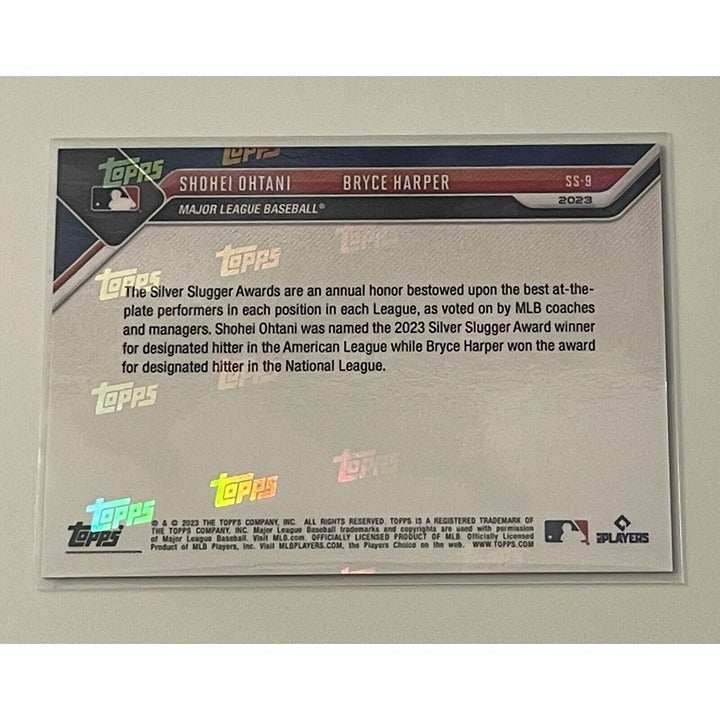 TOPPS
TOPPS
SHOHEI OHTANI BRYCE HARPER SS-9
MAJOR LEAGUE BASEBALL® 2023
TOPPS
TOPPS
TOPPS
The Silver Slugger Awards are an annual honor bestowed upon the best at-the-
plate performers in each position in each League, as voted on by MLB coaches
and managers. Shohei Ohtani was named the 2023 Silver Slugger Award winner
for designated hitter in the American League while Bryce Harper won the award
for designated hitter in the National League.
TOPPS
TOPPS
TOPPS
TOPPS
TOPPS
® & © 2023 THE TOPPS COMPANY, INC. ALL RIGHTS RESERVED. TOPPS IS A REGISTERED TRADEMARK OF
THE TOPPS COMPANY, INC. Major League Baseball trademarks and copyrights are used with permission
of Major League Baseball. Visit MLB.com. OFFICIALLY LICENSED PRODUCT OF MLB. Officially Licensed
Product of MLB Players, Inc. Visit MLBPLAYERS.com, the Players Choice on the web. WWW.TOPPS.COM
PLAYERS